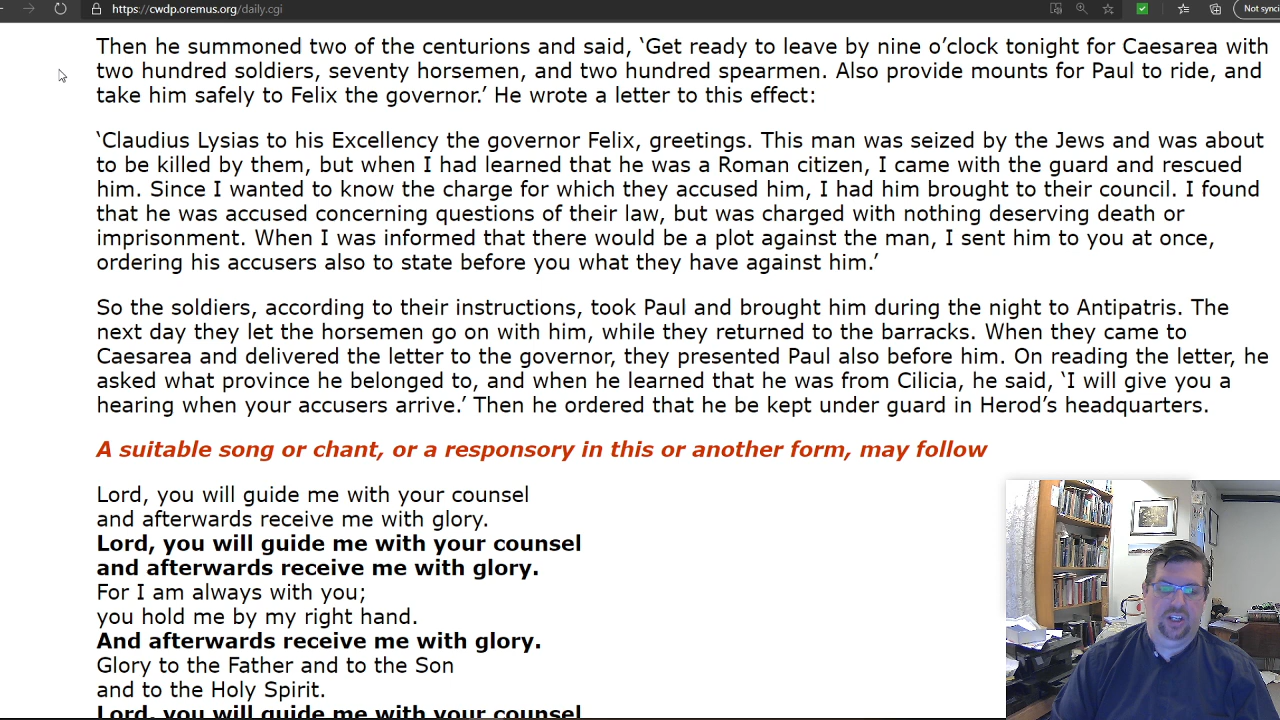 https://cwdp.oremus.org/daily.cgi
Not synci
Then he summoned two of the centurions and said, ‘Get ready to leave by nine o’clock tonight for Caesarea with
two hundred soldiers, seventy horsemen, and two hundred spearmen. Also provide mounts for Paul to ride, and
take him safely to Felix the governor.’ He wrote a letter to this effect:
‘Claudius Lysias to his Excellency the governor Felix, greetings. This man was seized by the Jews and was about
to be killed by them, but when I had learned that he was a Roman citizen, I came with the guard and rescued
him. Since I wanted to know the charge for which they accused him, I had him brought to their council. I found
that he was accused concerning questions of their law, but was charged with nothing deserving death or
imprisonment. When I was informed that there would be a plot against the man, I sent him to you at once,
ordering his accusers also to state before you what they have against him.’
So the soldiers, according to their instructions, took Paul and brought him during the night to Antipatris. The
next day they let the horsemen go on with him, while they returned to the barracks. When they came to
Caesarea and delivered the letter to the governor, they presented Paul also before him. On reading the letter, he
asked what province he belonged to, and when he learned that he was from Cilicia, he said, ‘I will give you a
hearing when your accusers arrive.’ Then he ordered that he be kept under guard in Herod’s headquarters.
A suitable song or chant, or a responsory in this or another form, may follow
Lord, you will guide me with your counsel
and afterwards receive me with glory.
Lord, you will guide me with your counsel
and afterwards receive me with glory.
For I am always with you;
you hold me by my right hand.
And afterwards receive me with glory.
Glory to the Father and to the Son
and to the Holy Spirit.
Lord, you will guide me with your counsel